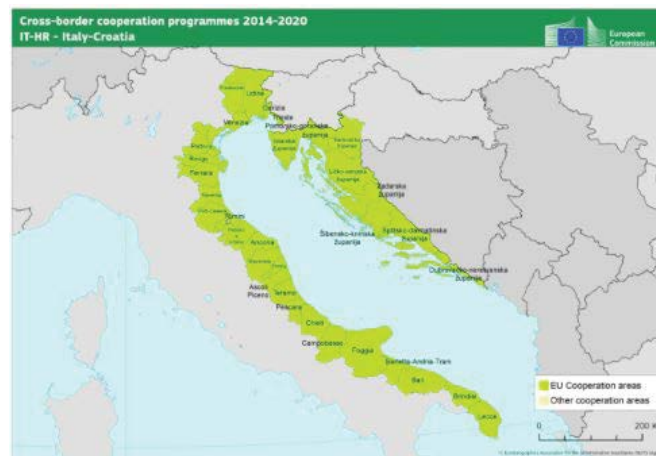 Cross-border cooperation programmes 2014-2020
IT-HR - Italy-Croatia
European
Commission
Udine
Gorizia
Trieste
Venezia
Primorsko-goranska
županija
Istarska
županija
Karlovačka
županija
Padova
Rovigo
Ličko-senjska
županija
Ferrara
Zadarska
županija
Ravenna
Rimini
Šibensko-kninska
županija
Splitsko-dalmatinska
županija
Ancona
Macerata
Fermo
Dubrovačko-neretvanska
županija
Ascoli
Piceno
Teramo
Pescara
Chieti
Campobasso
Foggia
Barletta-Andria-Trani
Bari
Brindisi
Lecce
EU Cooperation areas
Other cooperation areas
0
200